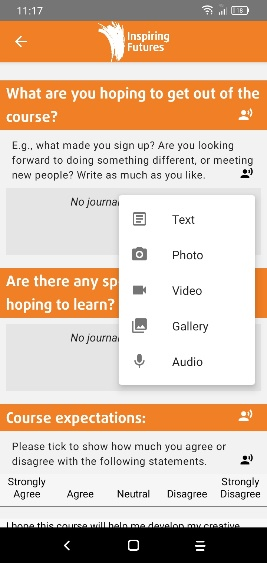 11:17
Inspiring
Futures
What are you hoping to get out of the
course?
E.g., what made you sign up? Are you looking
forward to doing something different, or meeting
new people? Write as much as you like.
No journa
Text
Photo
Video
Gallery
Audio
Are there any sp
hoping to learn?
No journa
Course expectations:
Please tick to show how much you agree or
disagree with the following statements.
Strongly Agree Agree Neutral Disagree Strongly Disagree
I hope this course will help me develop my creative